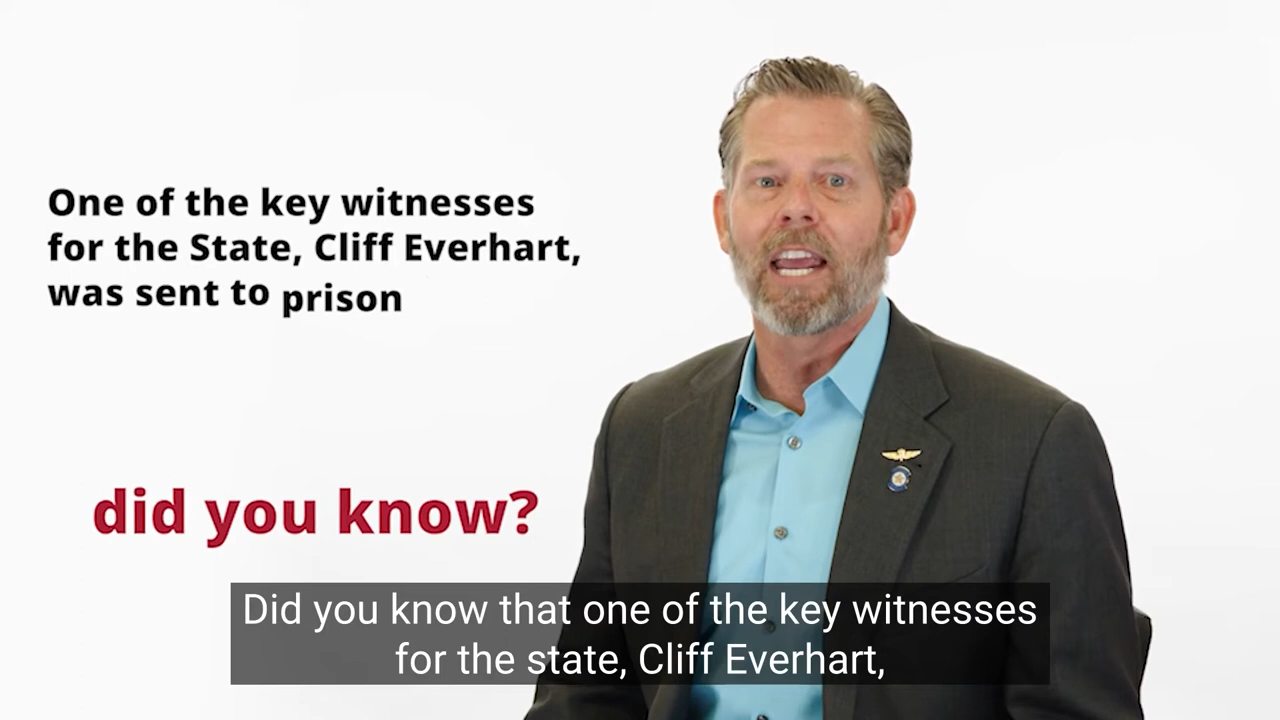 One of the key witnesses
for the State, Cliff Everhart,
was sent to prison
did you know?
Did you know that one of the key witnesses
for the state, Cliff Everhart,